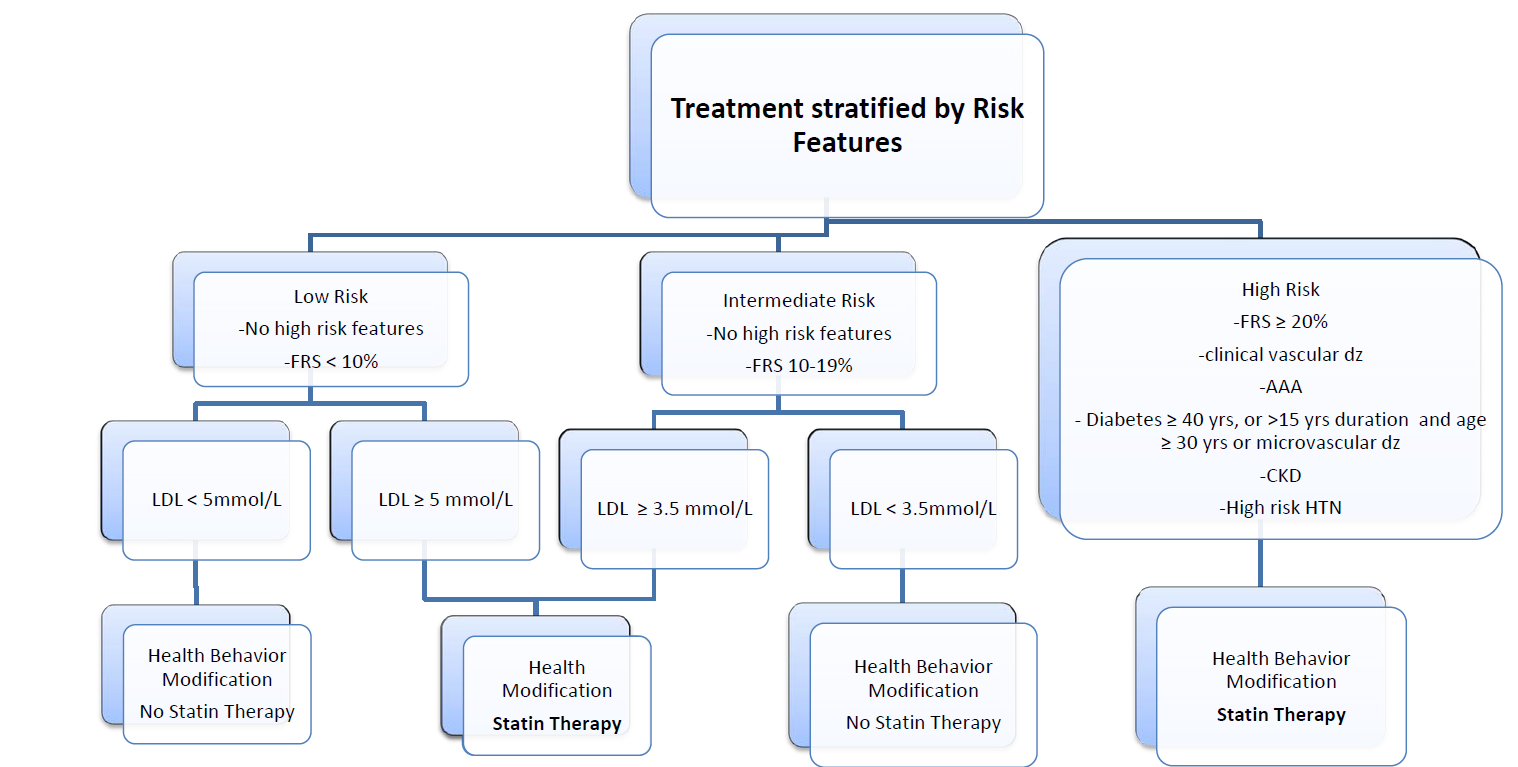 Treatment stratified by Risk
Features
Low Risk
-No high risk features
-FRS < 10%
Intermediate Risk
-No high risk features
-FRS 10-19%
High Risk
-FRS ≥ 20%
-clinical vascular dz
-AAA
- Diabetes ≥ 40 yrs, or >15 yrs duration and age
≥ 30 yrs or microvascular dz
-CKD
-High risk HTN
LDL < 5mmol/L
LDL ≥ 5 mmol/L
LDL ≥ 3.5 mmol/L
LDL < 3.5mmol/L
Health Behavior
Modification
No Statin Therapy
Health
Modification
Statin Therapy
Health Behavior
Modification
No Statin Therapy
Health Behavior
Modification
Statin Therapy